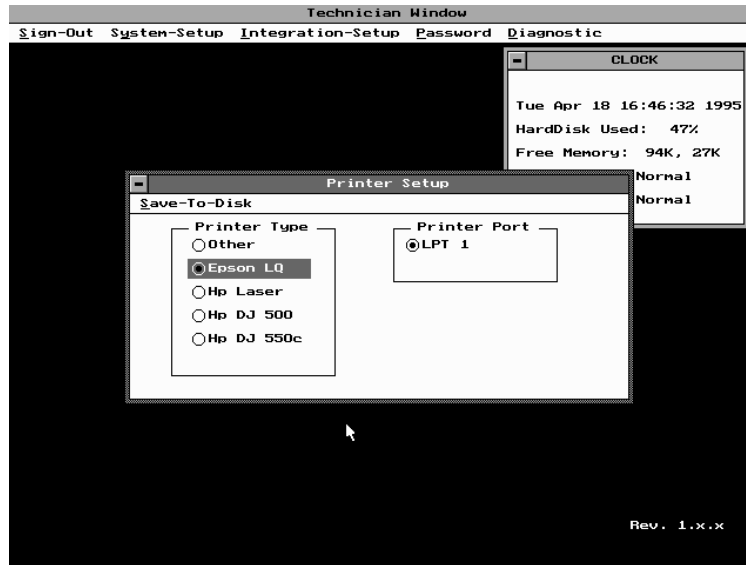 Technician Window
Sign-Out System-Setup Integration-Setup Password Diagnostic
CLOCK
Tue Apr 18 16:46:32 1995
HardDisk Used: 47%
Free Memory: 94K, 27K
Normal
Normal
Printer Setup
Save-To-Disk
Printer Type
Other
Epson LQ
Hp Laser
Hp DJ 500
Hp DJ 550c
Printer Port
LPT 1
Rev. 1.x.x